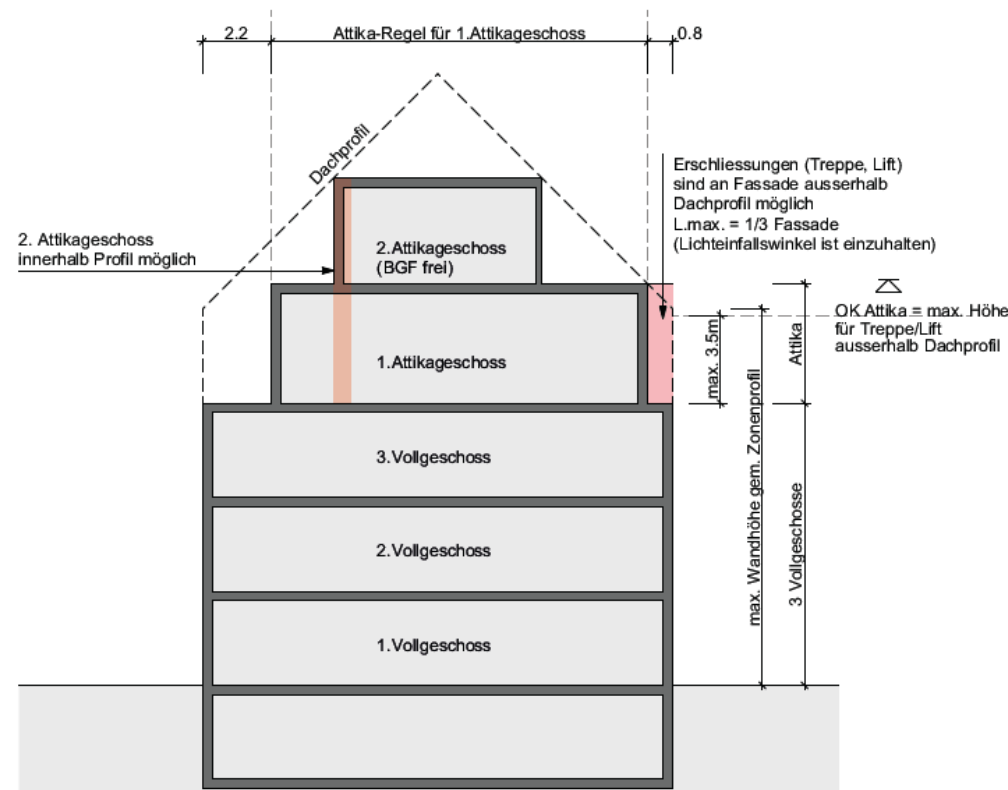 2.2
Attika-Regel für 1.Attikageschoss
0.8
Dachprofil
Erschliessungen (Treppe, Lift)
sind an Fassade ausserhalb
Dachprofil möglich
L.max. = 1/3 Fassade
(Lichteinfallswinkel ist einzuhalten)
2. Attikageschoss
innerhalb Profil möglich
2.Attikageschoss
(BGF frei)
OK Attika = max. Höhe
für Treppe/Lift
ausserhalb Dachprofil
max. 3.5m
Attika
1.Attikageschoss
3.Vollgeschoss
max. Wandhöhe gem. Zonenprofil
3 Vollgeschosse
2.Vollgeschoss
1.Vollgeschoss